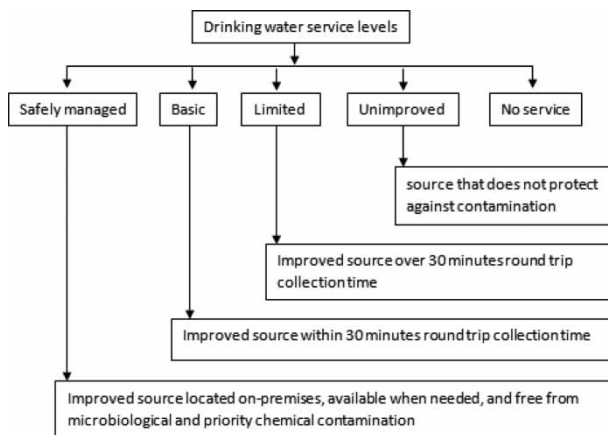 Drinking water service levels
Safely managed
Basic
Limited
Unimproved
No service
source that does not protect
against contamination
Improved source over 30 minutes round trip
collection time
Improved source within 30 minutes round trip collection time
Improved source located on-premises, available when needed, and free from
microbiological and priority chemical contamination